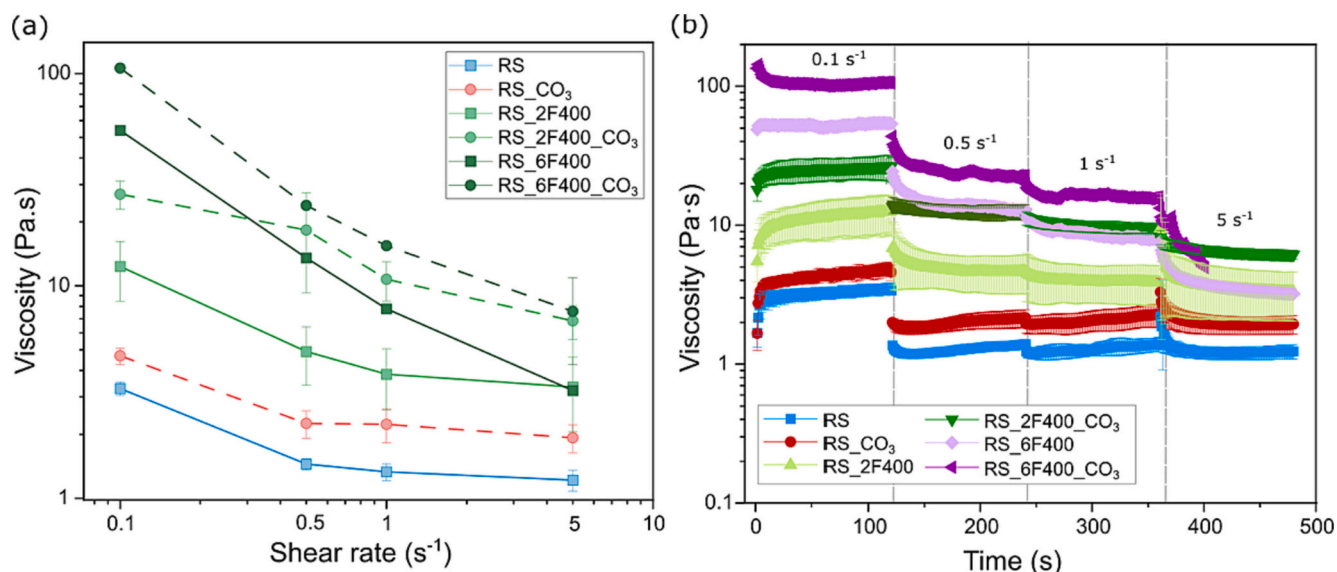 (a)
Viscosity (Pa.s)
100
10
1
0.1
0.5
1
5
10
Shear rate (s⁻¹)
RS
RS_CO₃
RS_2F400
RS_2F400_CO₃
RS_6F400
RS_6F400_CO₃
(b)
Viscosity (Pa·s)
100
10
1
0.1
0
100
200
300
400
500
Time (s)
0.1 s⁻¹
0.5 s⁻¹
1 s⁻¹
5 s⁻¹
RS
RS_CO₃
RS_2F400
RS_2F400_CO₃
RS_6F400
RS_6F400_CO₃